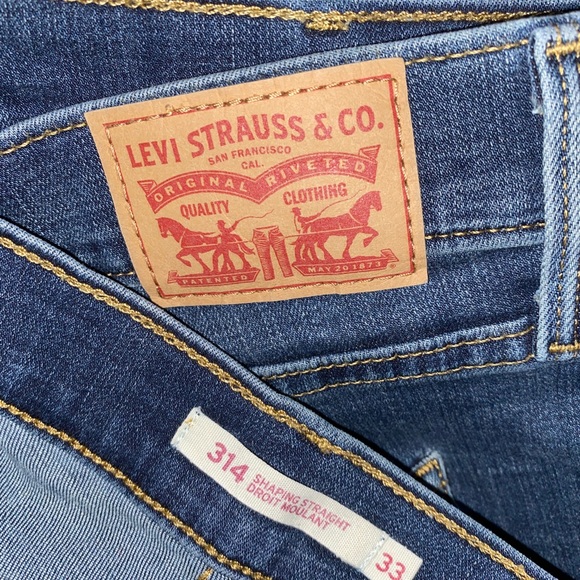 LEVI STRAUSS & CO.
SAN FRANCISCO
CAL.
ORIGINAL RIVETED
QUALITY CLOTHING
PATENTED MAY 20 1873
314
SHAPING STRAIGHT
DROIT MOULANT
33